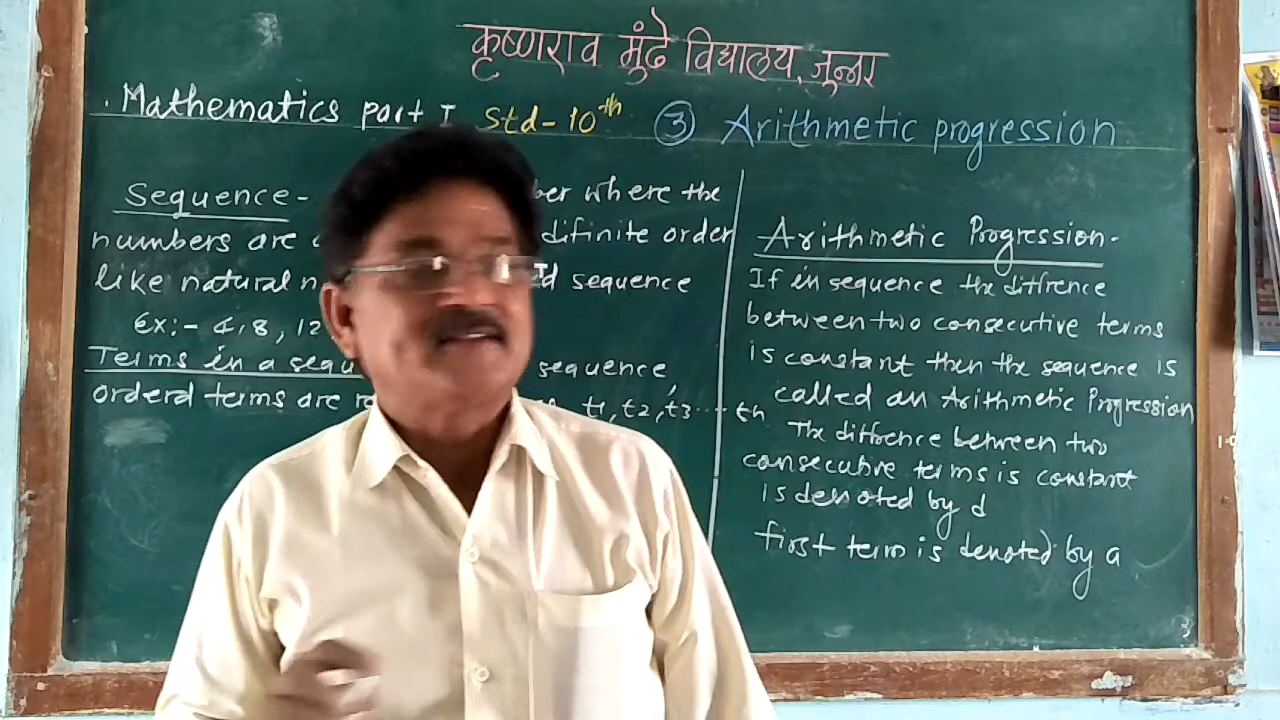 कृष्णराव मुंढे विद्यालय, जुन्नर
Mathematics part I Std-10th ③ Arithmetic progression
Sequence- where the
numbers are difinite order
like natural sequence
Ex:- 4, 8, 12
Terms in a sequence
orderd terms are t1, t2, t3 .... tn
Arithmetic Progression-
If in sequence the difirence
between two consecutive terms
is constant then the sequence is
called an Arithmetic Progression
The diffrence between two
consecutive terms is constant
is denoted by d
first term is denoted by a
3